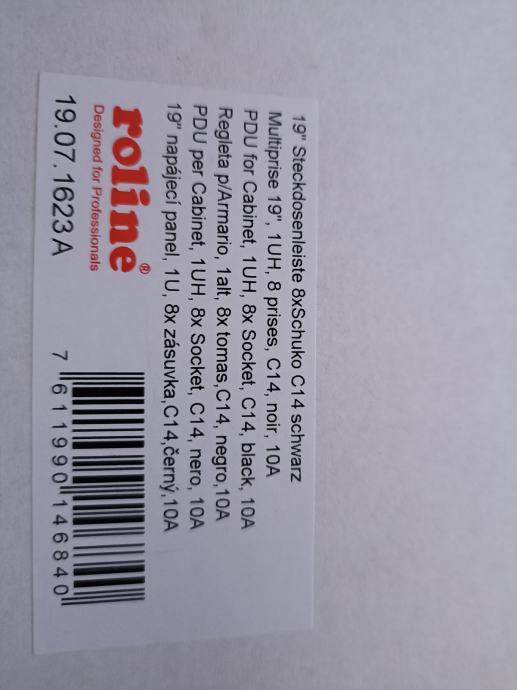 19" Steckdosenleiste 8xSchuko C14 schwarz
Multiprise 19", 1UH, 8 prises, C14, noir, 10A
PDU for Cabinet, 1UH, 8x Socket, C14, black, 10A
Regleta p/Armario, 1alt, 8x tomas,C14, negro,10A
PDU per Cabinet, 1UH, 8x Socket, C14, nero, 10A
19" napájecí panel, 1U, 8x zásuvka,C14,černý,10A
roline®
Designed for Professionals
19.07.1623A
7 611990 146840